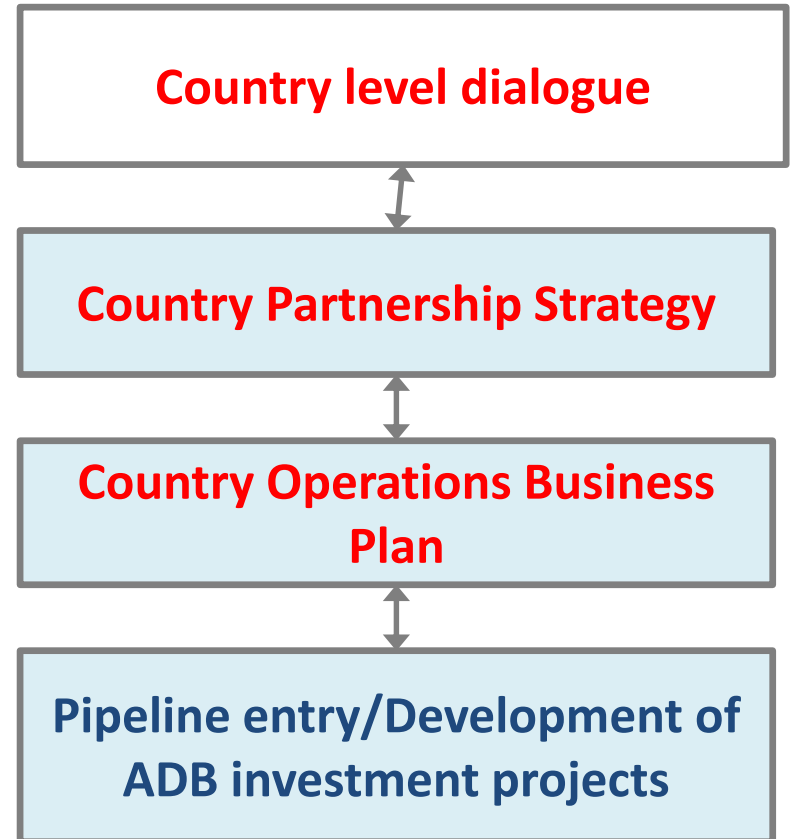 Country level dialogue
Country Partnership Strategy
Country Operations Business
Plan
Pipeline entry/Development of
ADB investment projects